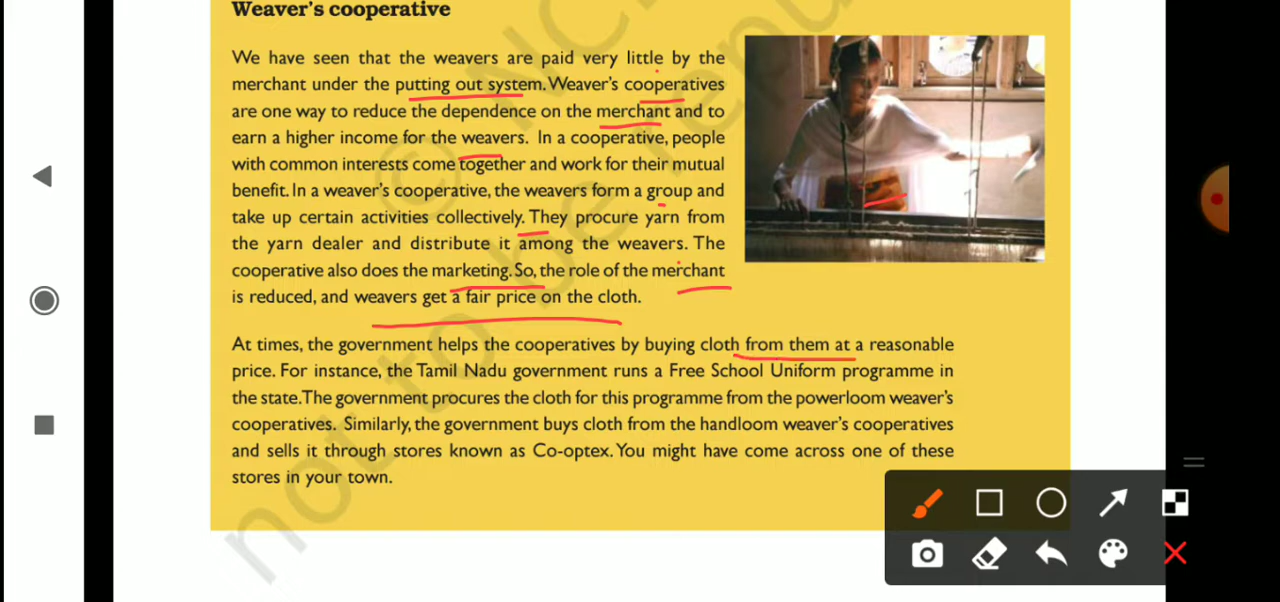 Weaver's cooperative
We have seen that the weavers are paid very little by the
merchant under the putting out system. Weaver's cooperatives
are one way to reduce the dependence on the merchant and to
earn a higher income for the weavers. In a cooperative, people
with common interests come together and work for their mutual
benefit. In a weaver's cooperative, the weavers form a group and
take up certain activities collectively. They procure yarn from
the yarn dealer and distribute it among the weavers. The
cooperative also does the marketing. So, the role of the merchant
is reduced, and weavers get a fair price on the cloth.
At times, the government helps the cooperatives by buying cloth from them at a reasonable
price. For instance, the Tamil Nadu government runs a Free School Uniform programme in
the state. The government procures the cloth for this programme from the powerloom weaver's
cooperatives. Similarly, the government buys cloth from the handloom weaver's cooperatives
and sells it through stores known as Co-optex. You might have come across one of these
stores in your town.
not to be
© NC